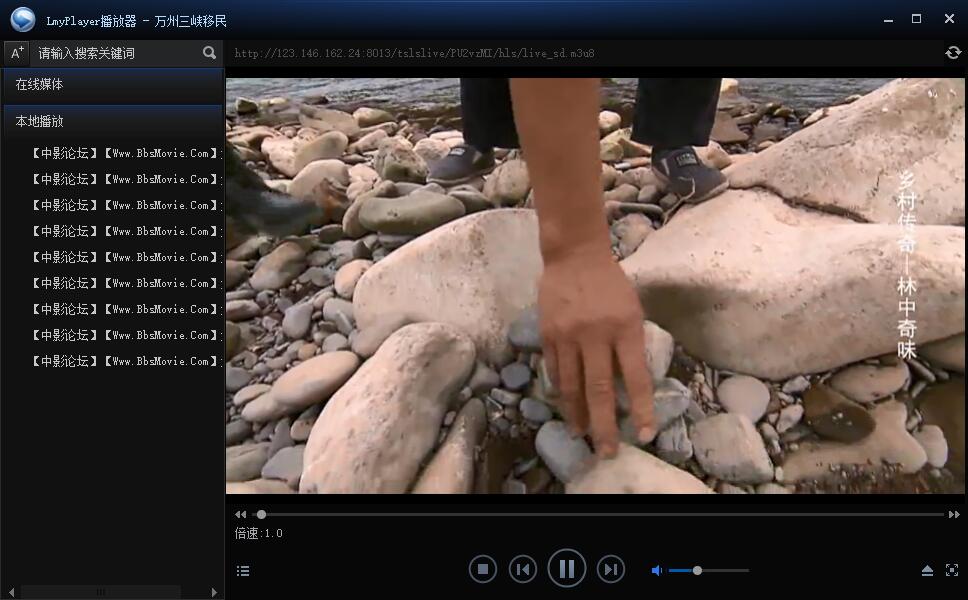 LmyPlayer播放器 - 万州三峡移民
A+ 请输入搜索关键词
http://123.146.162.24:8013/tslslive/PU2vzMI/hls/live_sd.m3u8
在线媒体
本地播放
【中影论坛】【Www.BbsMovie.Com】
【中影论坛】【Www.BbsMovie.Com】
【中影论坛】【Www.BbsMovie.Com】
【中影论坛】【Www.BbsMovie.Com】
【中影论坛】【Www.BbsMovie.Com】
【中影论坛】【Www.BbsMovie.Com】
【中影论坛】【Www.BbsMovie.Com】
【中影论坛】【Www.BbsMovie.Com】
【中影论坛】【Www.BbsMovie.Com】
乡村传奇—林中奇味
倍速:1.0